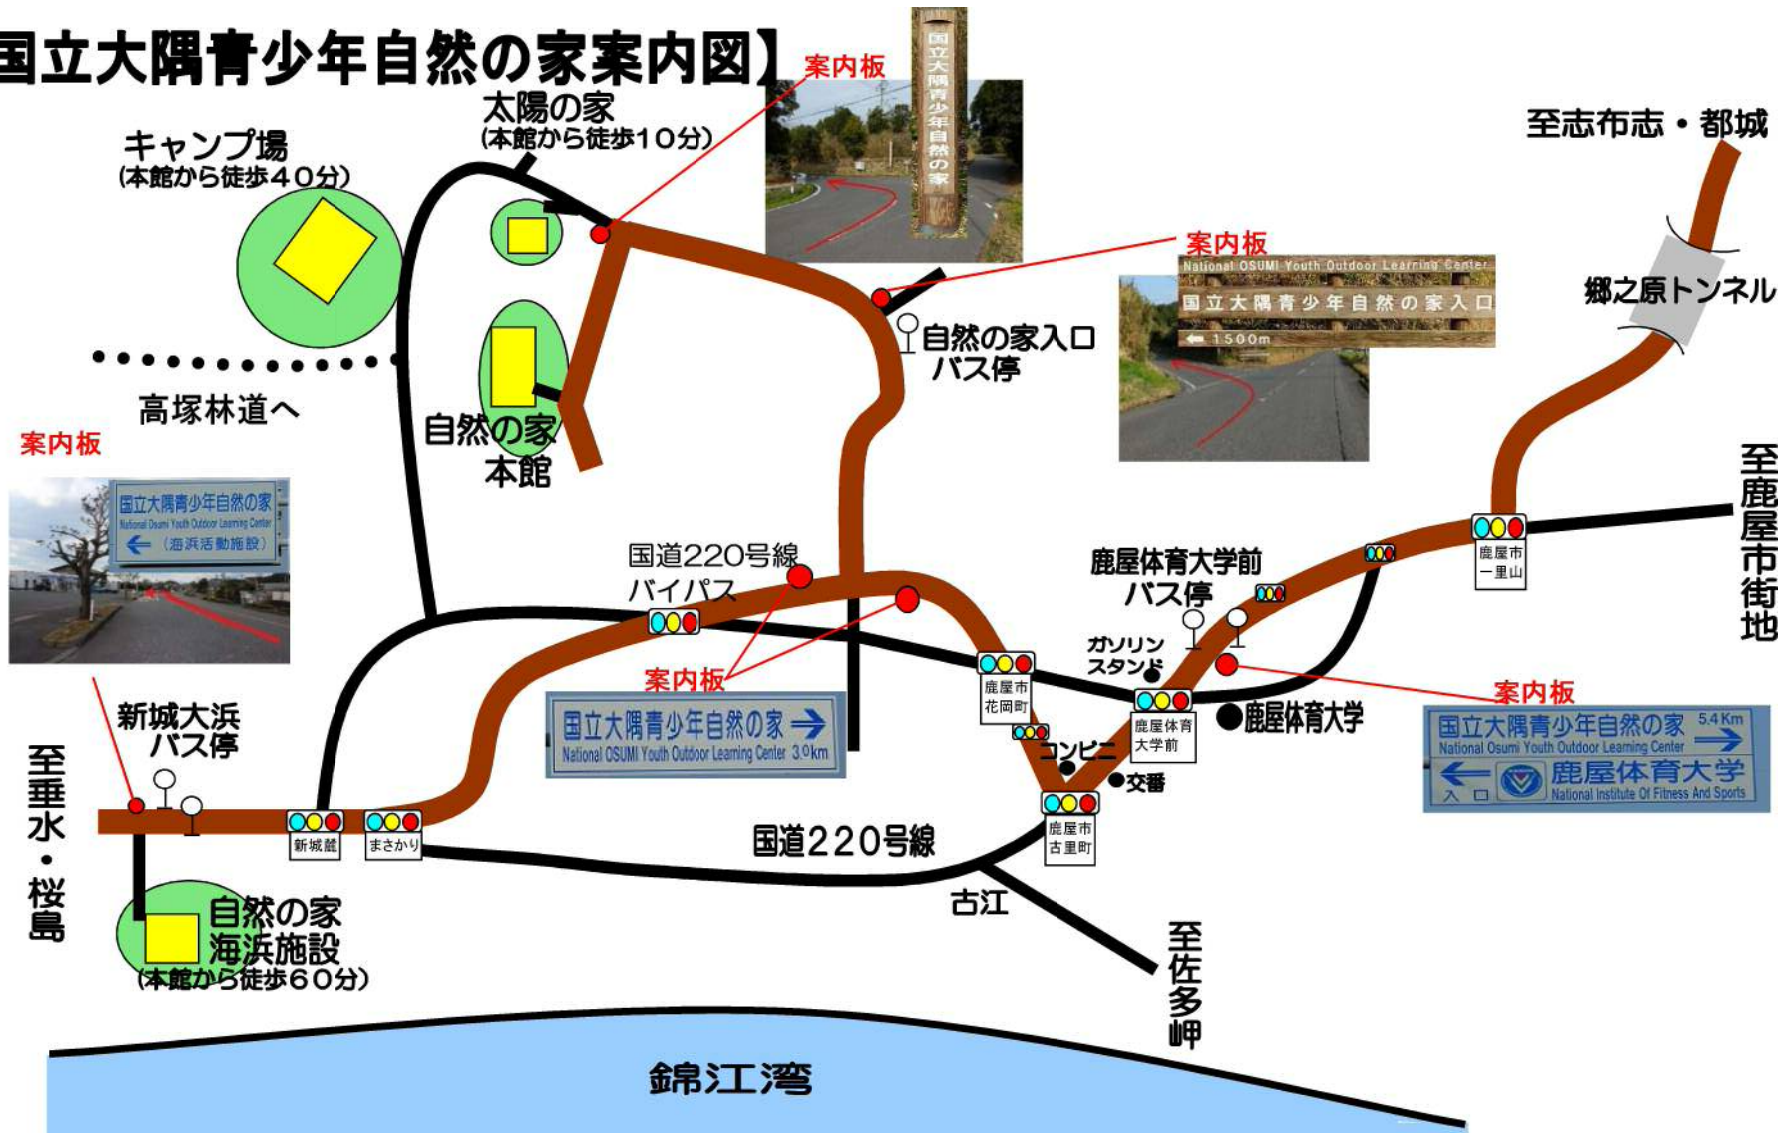 国立大隅青少年自然の家案内図】
案内板
国立大隅青少年自然の家
太陽の家
(本館から徒歩10分)
キャンプ場
(本館から徒歩40分)
至志布志・都城
案内板
National OSUMI Youth Outdoor Learning Center
国立大隅青少年自然の家入口
← 1500m
郷之原トンネル
自然の家入口
バス停
高塚林道へ
自然の家
本館
案内板
国立大隅青少年自然の家
National Osumi Youth Outdoor Learning Center
← (海浜活動施設)
至鹿屋市街地
国道220号線
バイパス
鹿屋体育大学前
バス停
鹿屋市
一里山
ガソリン
スタンド
案内板
国立大隅青少年自然の家 →
National OSUMI Youth Outdoor Learning Center 3.0km
鹿屋市
花岡町
鹿屋体育
大学前
鹿屋体育大学
案内板
国立大隅青少年自然の家 5.4Km
National Osumi Youth Outdoor Learning Center →
← 鹿屋体育大学
入口 National Institute Of Fitness And Sports
新城大浜
バス停
コンビニ
交番
至垂水・桜島
新城麓
まさかり
国道220号線
鹿屋市
古里町
古江
自然の家
海浜施設
(本館から徒歩60分)
至佐多岬
錦江湾